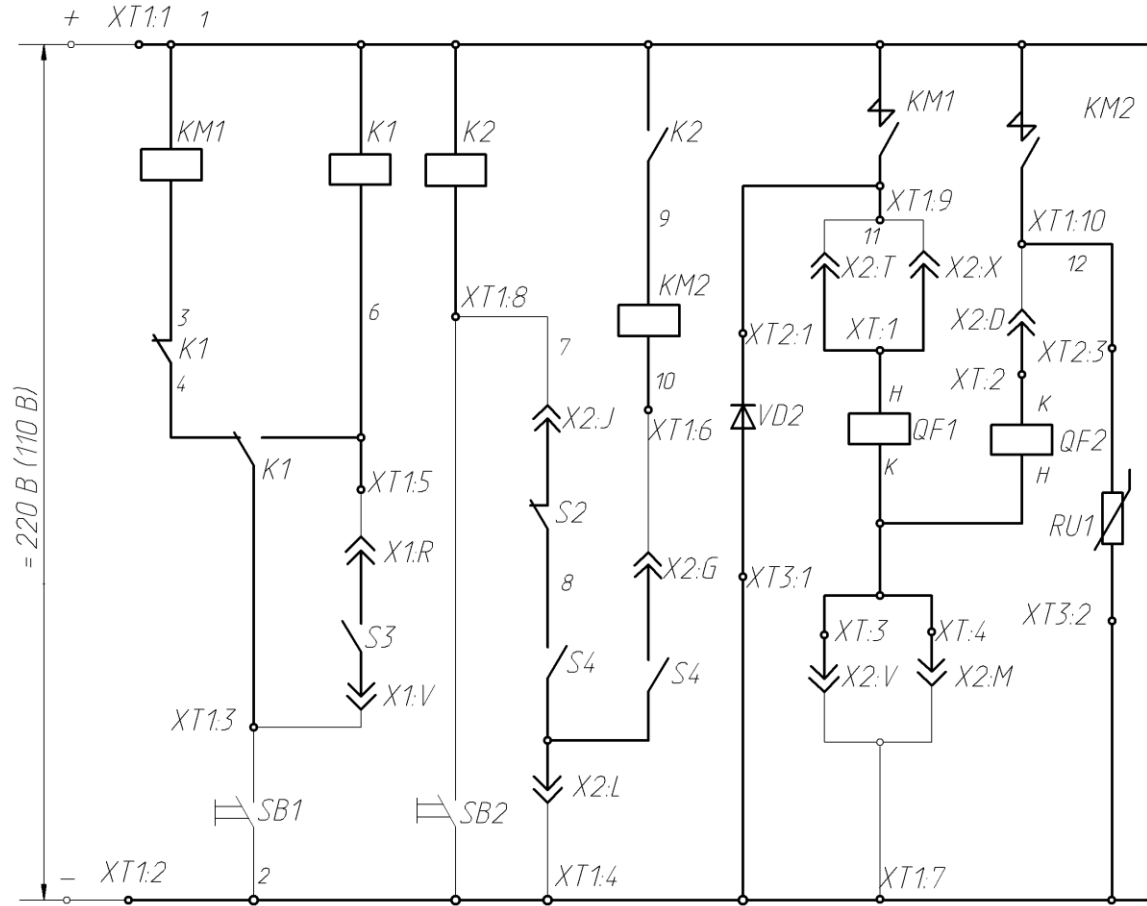 + XT1:1 1
KM1
K1
K2
K2
KM1
KM2
XT1:9
XT1:10
9
11
12
X2:T
X2:X
3
K1
4
6
XT1:8
7
KM2
XT2:1
XT:1
X2:D
XT2:3
XT:2
10
X2:J
XT1:6
VD2
H
QF1
K
K
QF2
H
K1
XT1:5
S2
RU1
X1:R
8
X2:G
XT3:1
S3
S4
S4
XT:3
XT:4
XT3:2
X1:V
X2:V
X2:M
XT1:3
X2:L
SB1
SB2
= 220 В (110 В)
– XT1:2
2
XT1:4
XT1:7